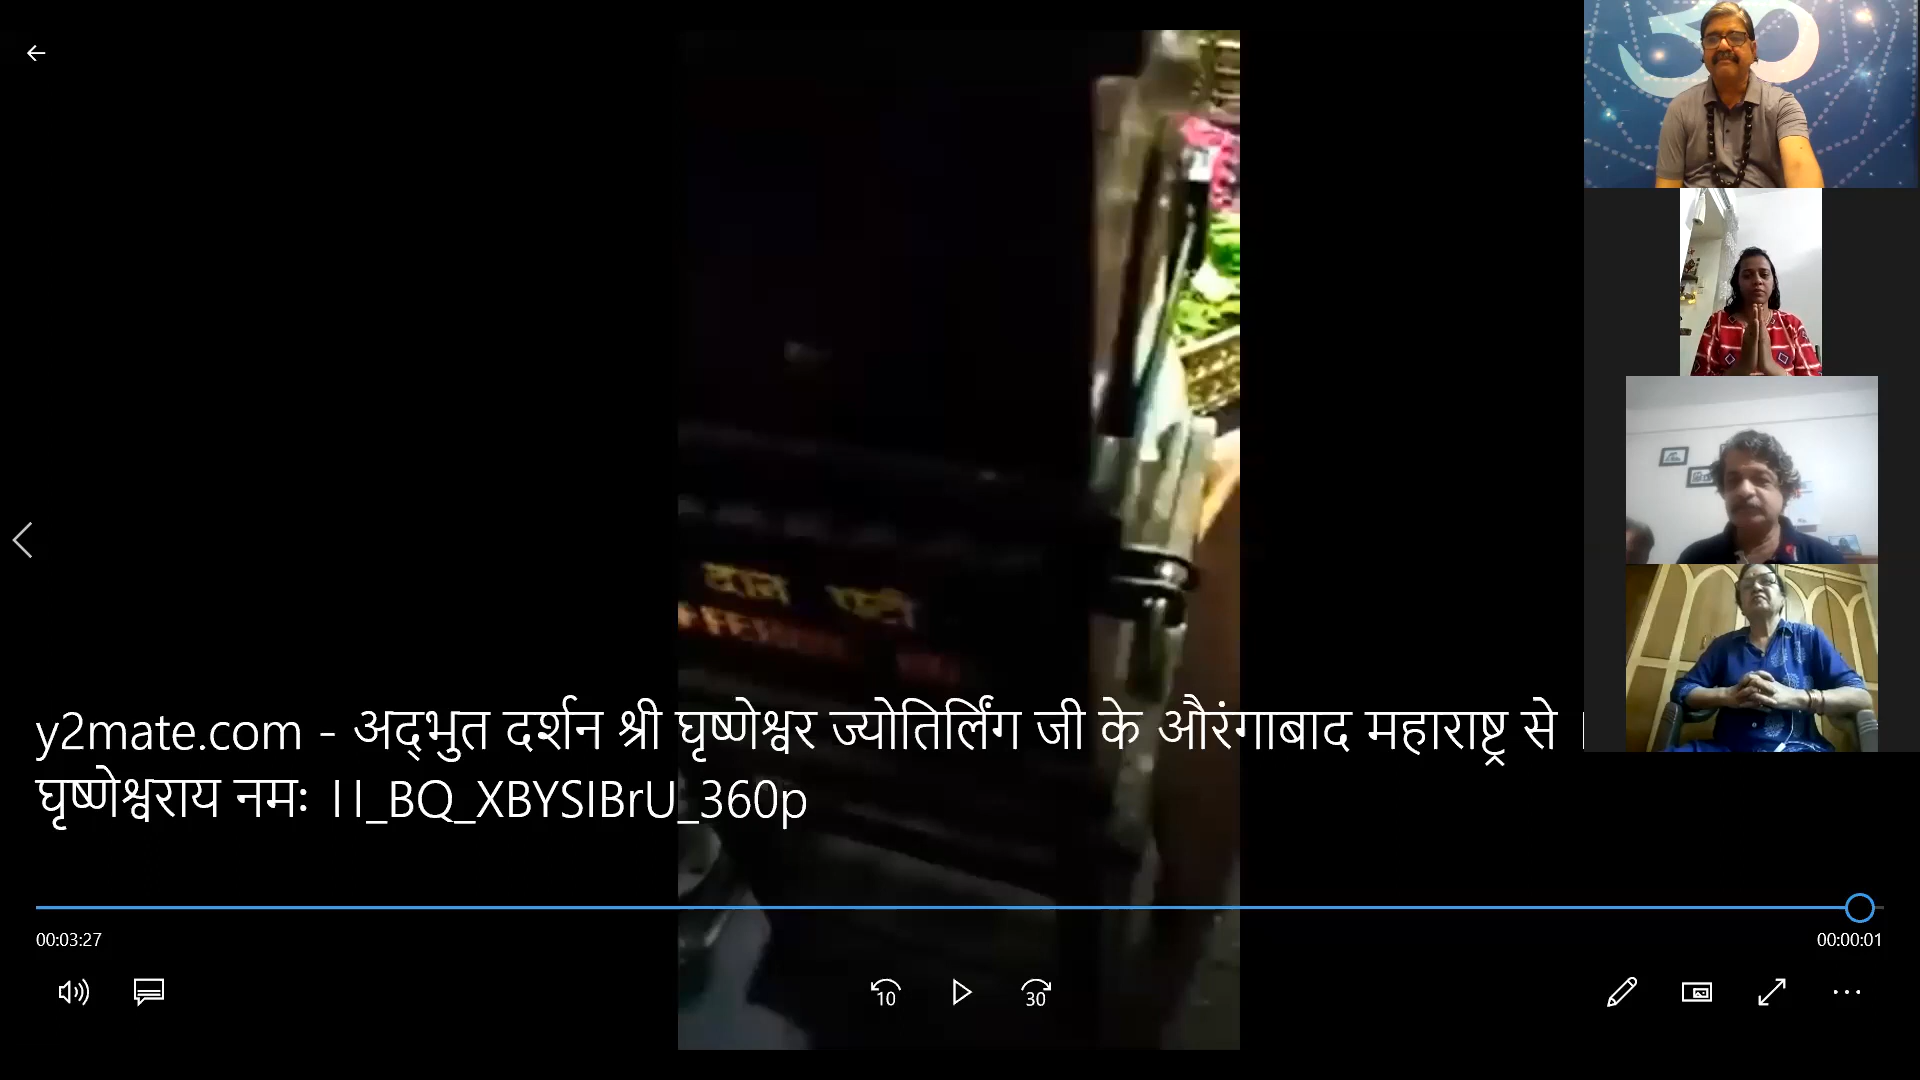 y2mate.com - अद्भुत दर्शन श्री घृष्णेश्वर ज्योतिर्लिंग जी के औरंगाबाद महाराष्ट्र से ।
घृष्णेश्वराय नमः ।।_BQ_XBYSIBrU_360p
00:03:27
00:00:01
10
30